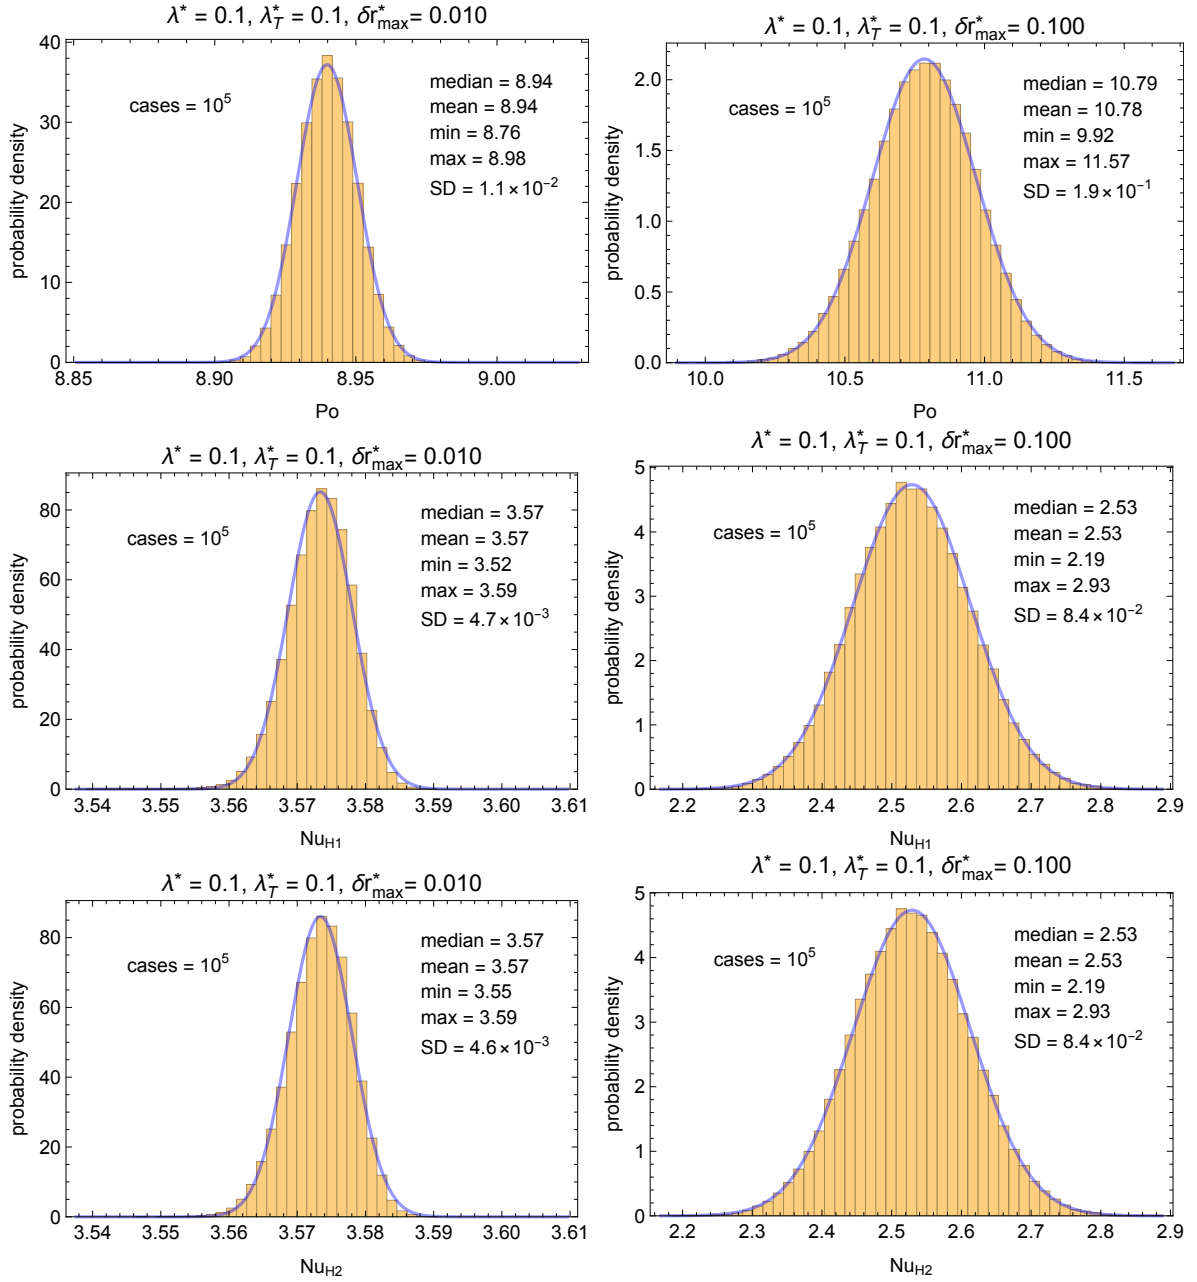 λ* = 0.1, λ*T = 0.1, δr*max= 0.010
probability density
40
30
20
10
0
cases = 10⁵
median = 8.94
mean = 8.94
min = 8.76
max = 8.98
SD = 1.1×10⁻²
8.85 8.90 8.95 9.00
Po
λ* = 0.1, λ*T = 0.1, δr*max= 0.100
probability density
2.0
1.5
1.0
0.5
0.0
cases = 10⁵
median = 10.79
mean = 10.78
min = 9.92
max = 11.57
SD = 1.9×10⁻¹
10.0 10.5 11.0 11.5
Po
λ* = 0.1, λ*T = 0.1, δr*max= 0.010
probability density
80
60
40
20
0
cases = 10⁵
median = 3.57
mean = 3.57
min = 3.52
max = 3.59
SD = 4.7×10⁻³
3.54 3.55 3.56 3.57 3.58 3.59 3.60 3.61
NuH1
λ* = 0.1, λ*T = 0.1, δr*max= 0.100
probability density
5
4
3
2
1
0
cases = 10⁵
median = 2.53
mean = 2.53
min = 2.19
max = 2.93
SD = 8.4×10⁻²
2.2 2.3 2.4 2.5 2.6 2.7 2.8 2.9
NuH1
λ* = 0.1, λ*T = 0.1, δr*max= 0.010
probability density
80
60
40
20
0
cases = 10⁵
median = 3.57
mean = 3.57
min = 3.55
max = 3.59
SD = 4.6×10⁻³
3.54 3.55 3.56 3.57 3.58 3.59 3.60 3.61
NuH2
λ* = 0.1, λ*T = 0.1, δr*max= 0.100
probability density
5
4
3
2
1
0
cases = 10⁵
median = 2.53
mean = 2.53
min = 2.19
max = 2.93
SD = 8.4×10⁻²
2.2 2.3 2.4 2.5 2.6 2.7 2.8 2.9
NuH2